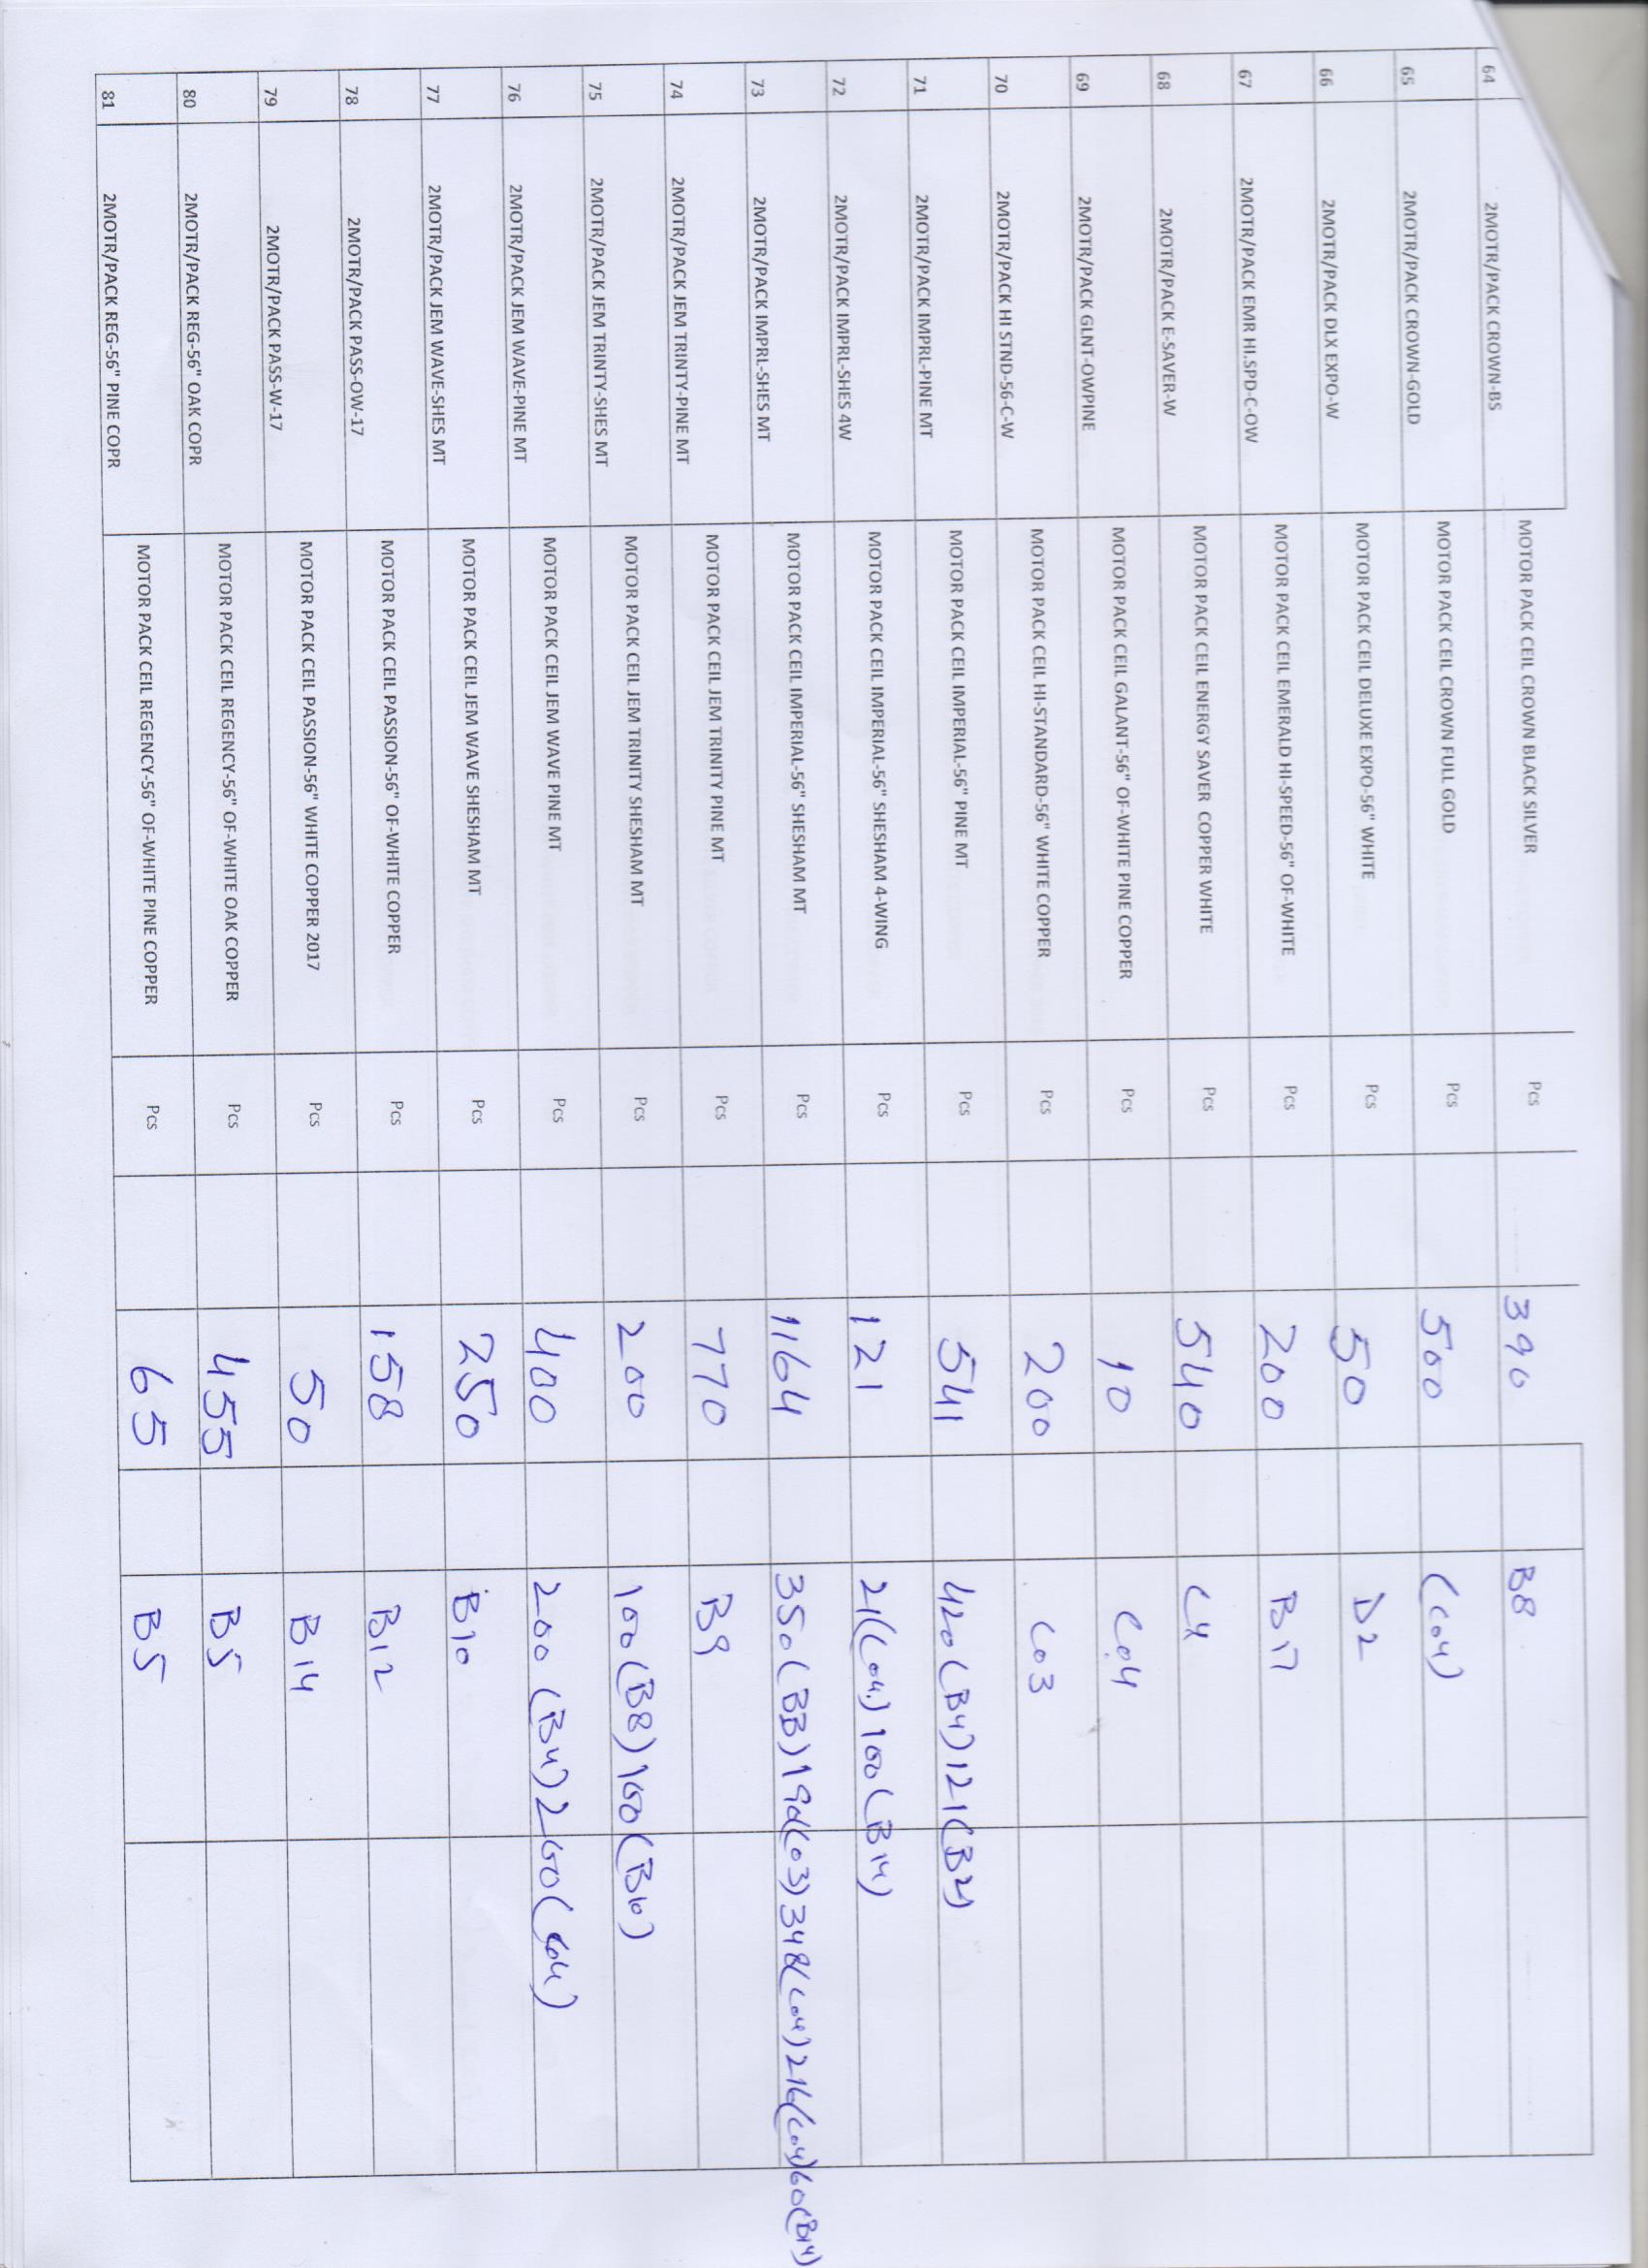 MOTOR PACK CEIL CROWN BLACK SILVER Pcs 390 B8
64 2MOTR/PACK CROWN-BS
MOTOR PACK CEIL CROWN FULL GOLD Pcs 500 (C04)
65 2MOTR/PACK CROWN-GOLD
MOTOR PACK CEIL DELUXE EXPO-56" WHITE Pcs 50 D2
66 2MOTR/PACK DLX EXPO-W
MOTOR PACK CEIL EMERALD HI-SPEED-56" OF-WHITE Pcs 200 B17
67 2MOTR/PACK EMR HI.SPD-C-OW
MOTOR PACK CEIL ENERGY SAVER COPPER WHITE Pcs 540 C4
68 2MOTR/PACK E-SAVER-W
MOTOR PACK CEIL GALANT-56" OF-WHITE PINE COPPER Pcs 10 C04
69 2MOTR/PACK GLNT-OWPINE
MOTOR PACK CEIL HI-STANDARD-56" WHITE COPPER Pcs 200 C03
70 2MOTR/PACK HI STND-56-C-W
MOTOR PACK CEIL IMPERIAL-56" PINE MT Pcs 541 420(B4)121(B2)
71 2MOTR/PACK IMPRL-PINE MT
MOTOR PACK CEIL IMPERIAL-56" SHESHAM 4-WING Pcs 121 21(C04.)100(B14)
72 2MOTR/PACK IMPRL-SHES 4W
MOTOR PACK CEIL IMPERIAL-56" SHESHAM MT Pcs 1164 350(B3)190(C03)348(C04)216(C04)60(B14)
73 2MOTR/PACK IMPRL-SHES MT
MOTOR PACK CEIL JEM TRINITY PINE MT Pcs 770 B9
74 2MOTR/PACK JEM TRINTY-PINE MT
MOTOR PACK CEIL JEM TRINITY SHESHAM MT Pcs 200 100(B8)100(B10)
75 2MOTR/PACK JEM TRINTY-SHES MT
MOTOR PACK CEIL JEM WAVE PINE MT Pcs 400 200 (B4)200(C04)
76 2MOTR/PACK JEM WAVE-PINE MT
MOTOR PACK CEIL JEM WAVE SHESHAM MT Pcs 250 B10
77 2MOTR/PACK JEM WAVE-SHES MT
MOTOR PACK CEIL PASSION-56" OF-WHITE COPPER Pcs 158 B12
78 2MOTR/PACK PASS-OW-17
MOTOR PACK CEIL PASSION-56" WHITE COPPER 2017 Pcs 50 B14
79 2MOTR/PACK PASS-W-17
MOTOR PACK CEIL REGENCY-56" OF-WHITE OAK COPPER Pcs 455 B5
80 2MOTR/PACK REG-56" OAK COPR
MOTOR PACK CEIL REGENCY-56" OF-WHITE PINE COPPER Pcs 65 B5
81 2MOTR/PACK REG-56" PINE COPR